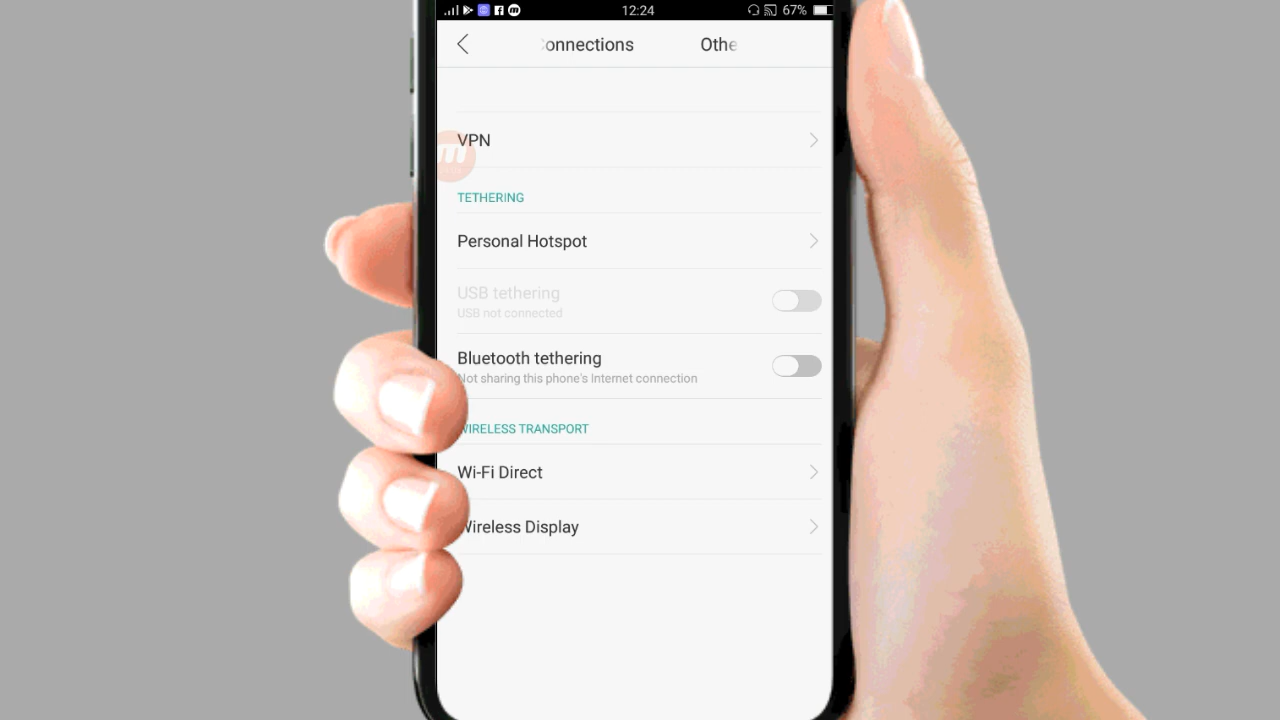 12:24
67%
onnections Othe
VPN
TETHERING
Personal Hotspot
USB tethering
USB not connected
Bluetooth tethering
Not sharing this phone's Internet connection
WIRELESS TRANSPORT
Wi-Fi Direct
Wireless Display